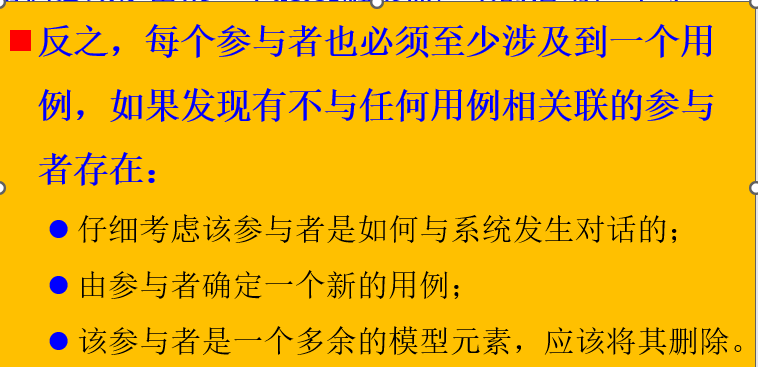 反之，每个参与者也必须至少涉及到一个用
例，如果发现有不与任何用例相关联的参与
者存在：
仔细考虑该参与者是如何与系统发生对话的；
由参与者确定一个新的用例；
该参与者是一个多余的模型元素，应该将其删除。